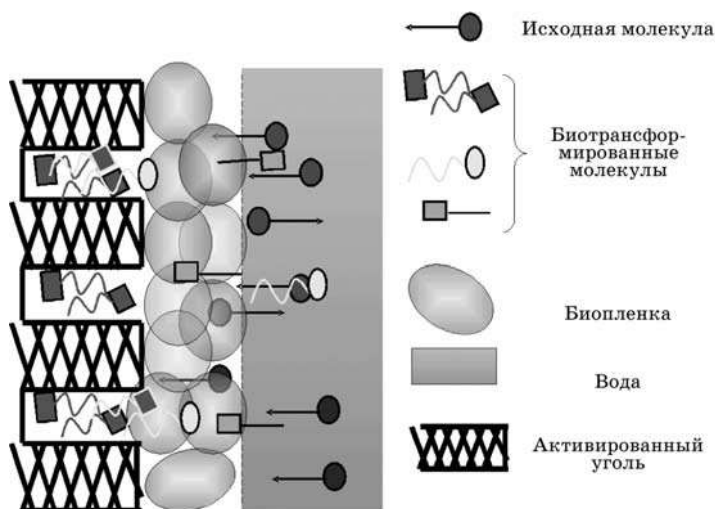 Исходная молекула
Биотрансфор-
мированные
молекулы
Биопленка
Вода
Активированный
уголь